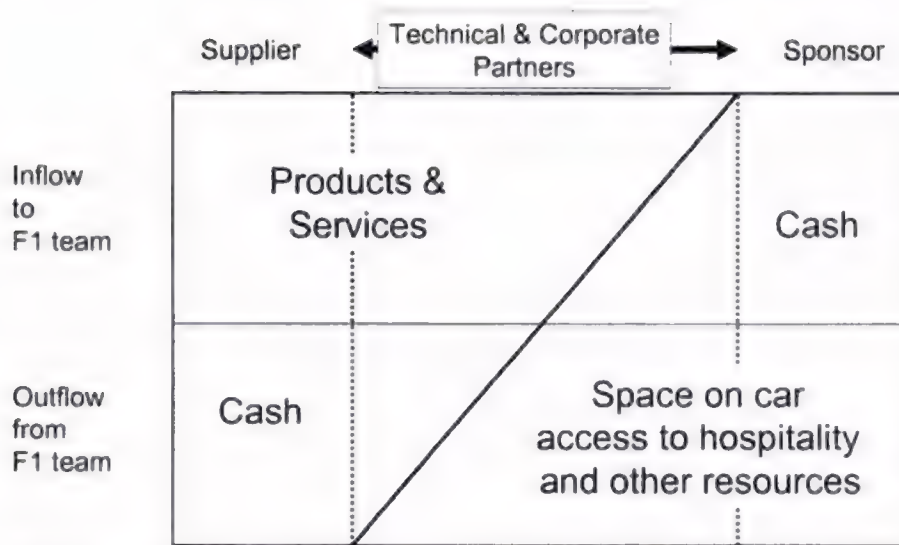 Supplier
Technical & Corporate
Partners
Sponsor
Inflow
to
F1 team
Products &
Services
Cash
Outflow
from
F1 team
Cash
Space on car
access to hospitality
and other resources